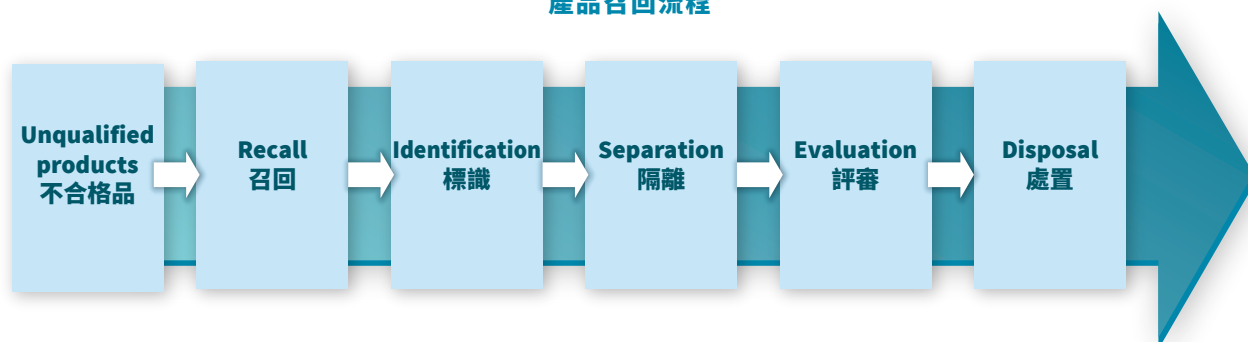 產品召回流程
Unqualified
products
不合格品
Recall
召回
Identification
標識
Separation
隔離
Evaluation
評審
Disposal
處置